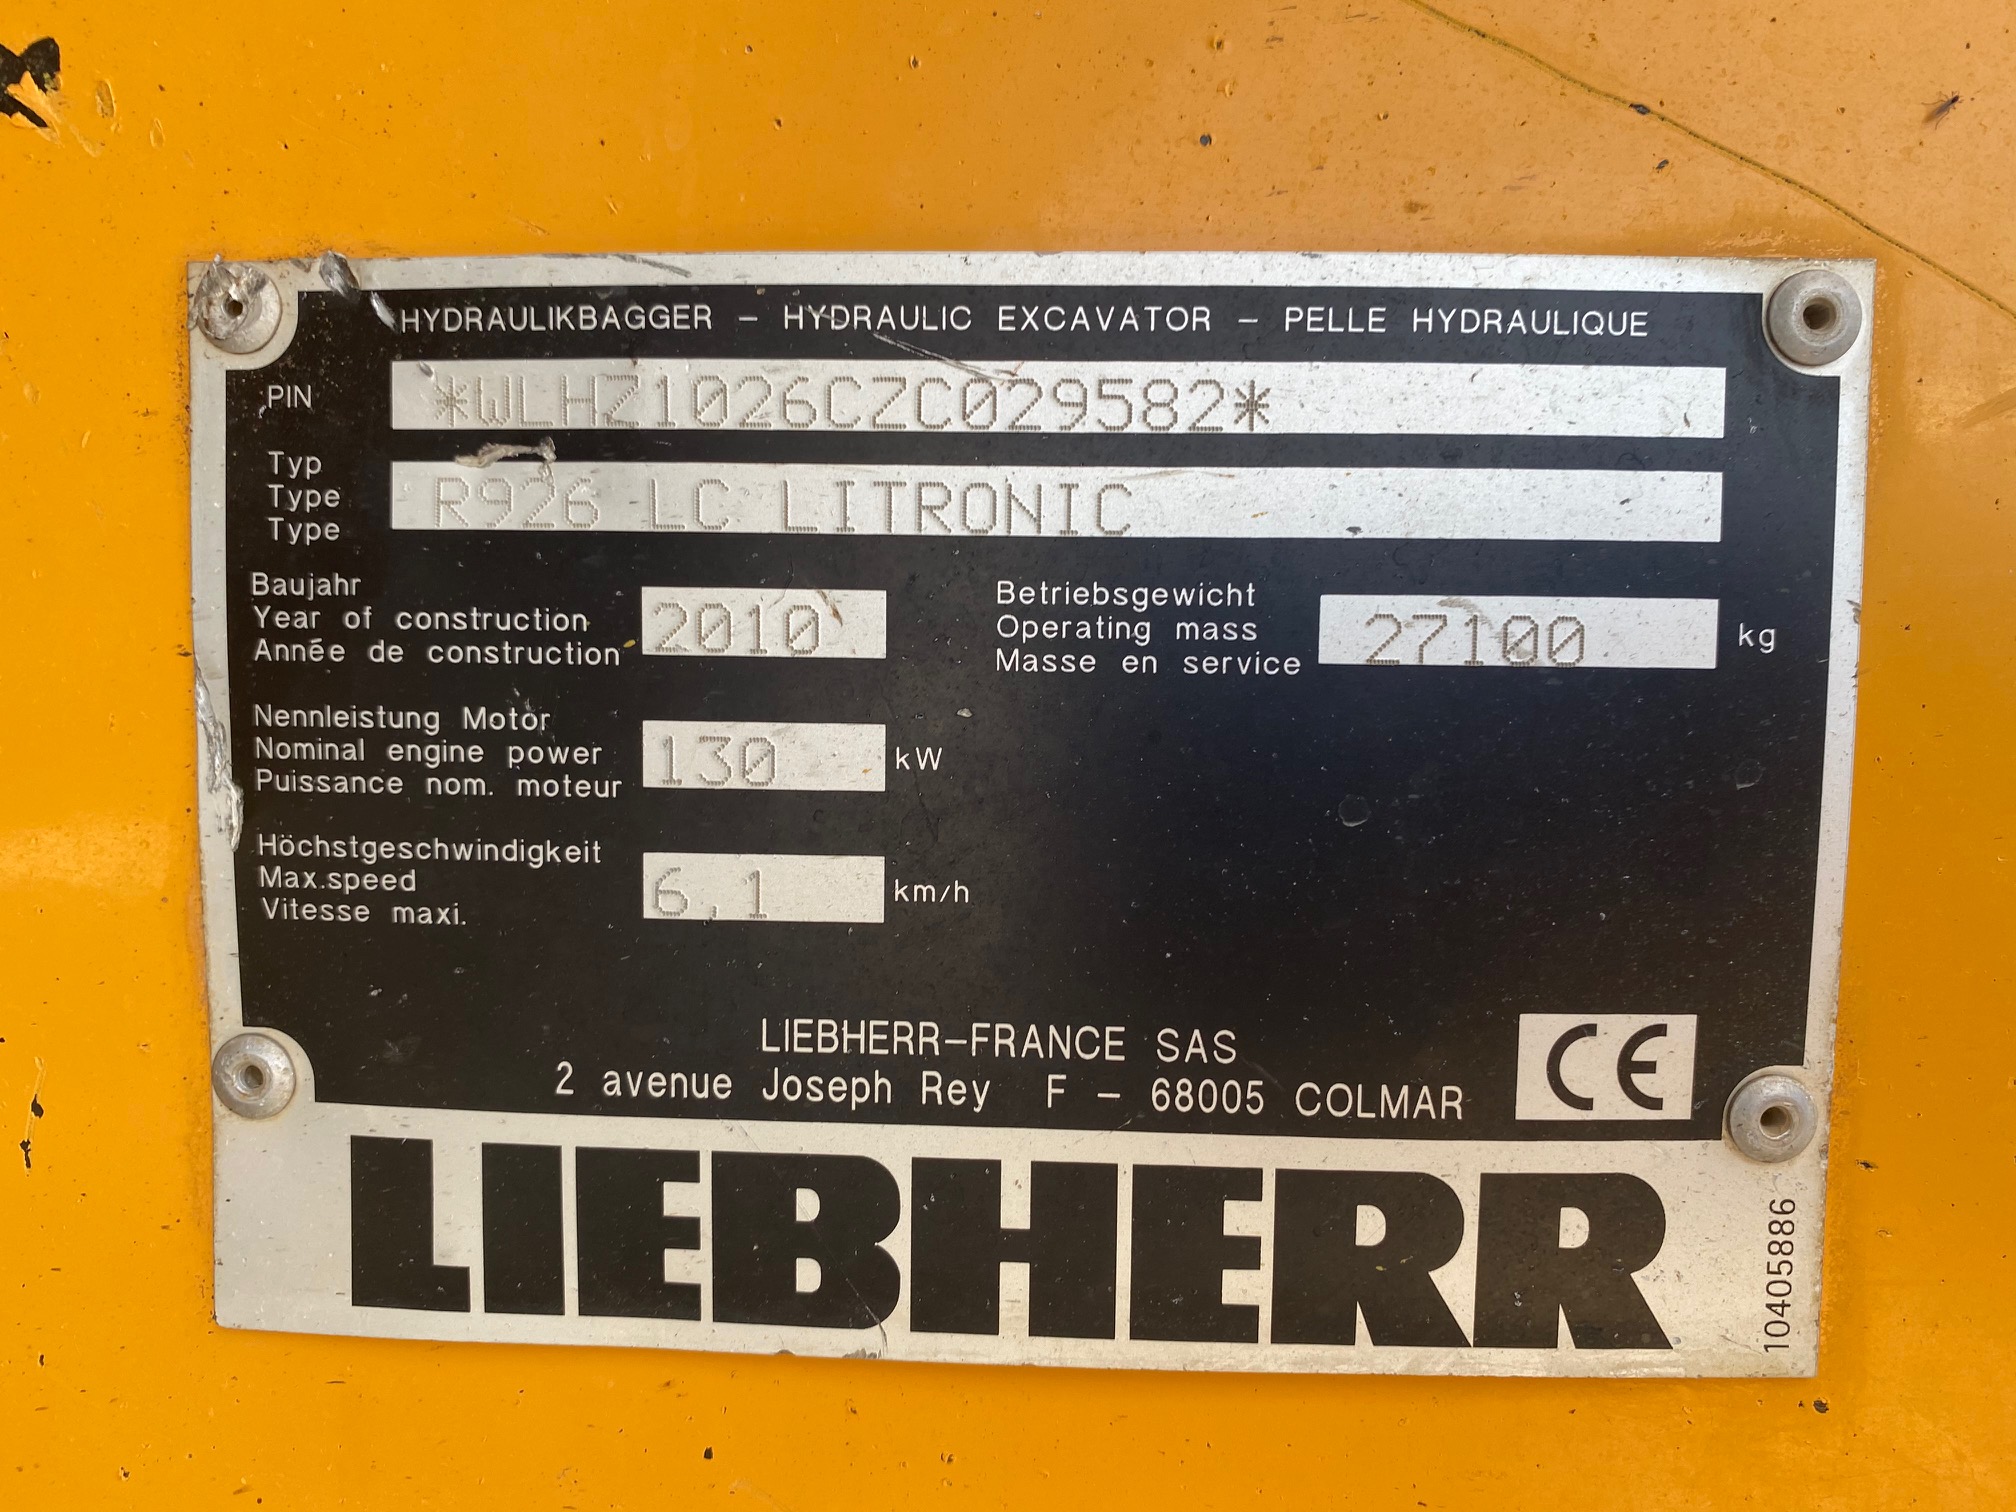 HYDRAULIKBAGGER – HYDRAULIC EXCAVATOR – PELLE HYDRAULIQUE
PIN *WLHZ1026CZC029582*
Typ
Type
Type
R926 LC LITRONIC
Baujahr
Year of construction
Année de construction
2010
Betriebsgewicht
Operating mass
Masse en service
27100 kg
Nennleistung Motor
Nominal engine power
Puissance nom. moteur
130 kW
Höchstgeschwindigkeit
Max.speed
Vitesse maxi.
6,1 km/h
LIEBHERR–FRANCE SAS
2 avenue Joseph Rey F – 68005 COLMAR
CE
LIEBHERR
10405886